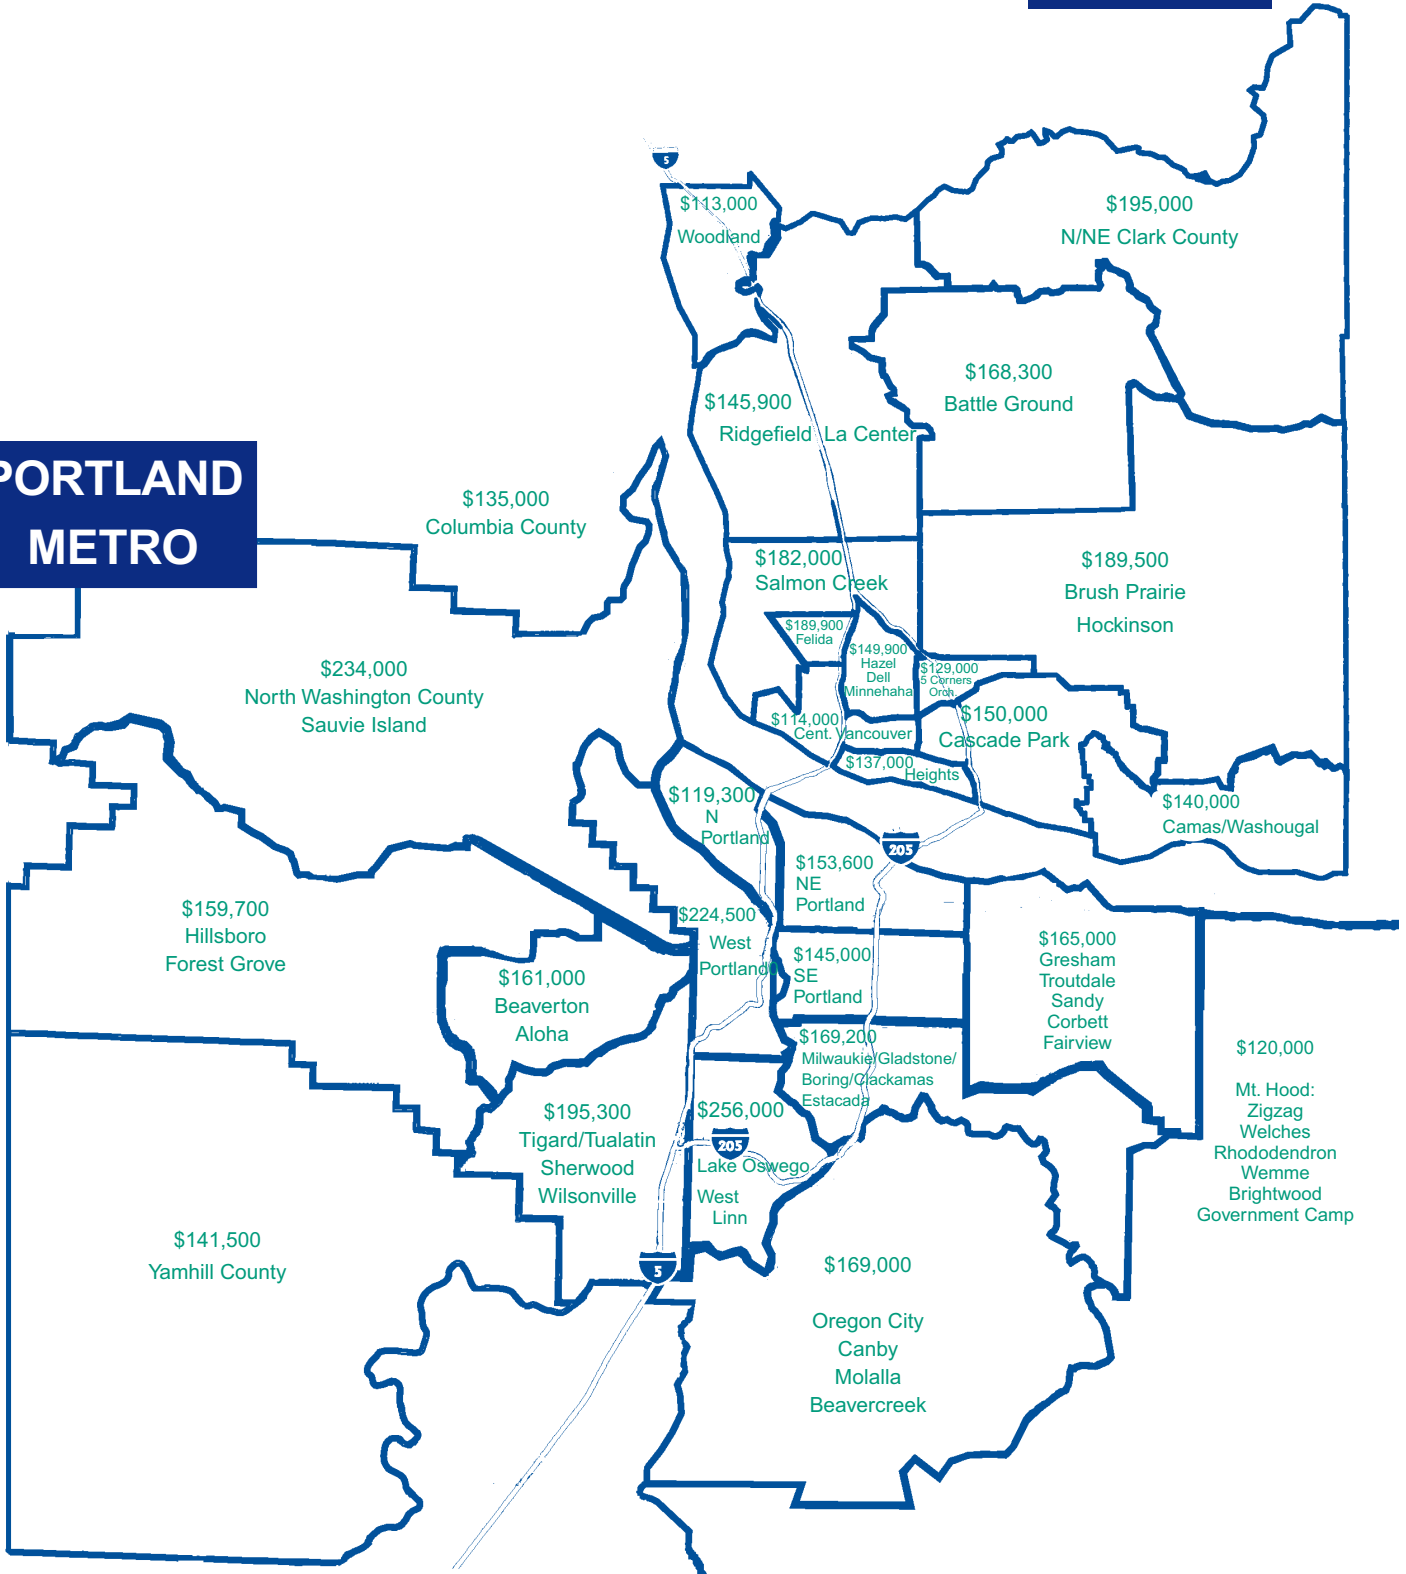 5
$113,000
Woodland
$195,000
N/NE Clark County
$168,300
Battle Ground
$145,900
Ridgefield La Center
PORTLAND
METRO
$135,000
Columbia County
$182,000
Salmon Creek
$189,500
Brush Prairie
Hockinson
$189,900
Felida
$149,900
Hazel
Dell
Minnehaha
$129,000
5 Corners
Orch.
$234,000
North Washington County
Sauvie Island
$114,000
Cent. Vancouver
$150,000
Cascade Park
$137,000
Heights
$119,300
N
Portland
$140,000
Camas/Washougal
205
$153,600
NE
Portland
$159,700
Hillsboro
Forest Grove
$224,500
West
Portland
$161,000
Beaverton
Aloha
$145,000
SE
Portland
$165,000
Gresham
Troutdale
Sandy
Corbett
Fairview
$169,200
Milwaukie/Gladstone/
Boring/Clackamas
Estacada
$120,000
Mt. Hood:
Zigzag
Welches
Rhododendron
Wemme
Brightwood
Government Camp
$195,300
Tigard/Tualatin
Sherwood
Wilsonville
$256,000
205
Lake Oswego
West
Linn
$141,500
Yamhill County
5
$169,000
Oregon City
Canby
Molalla
Beavercreek